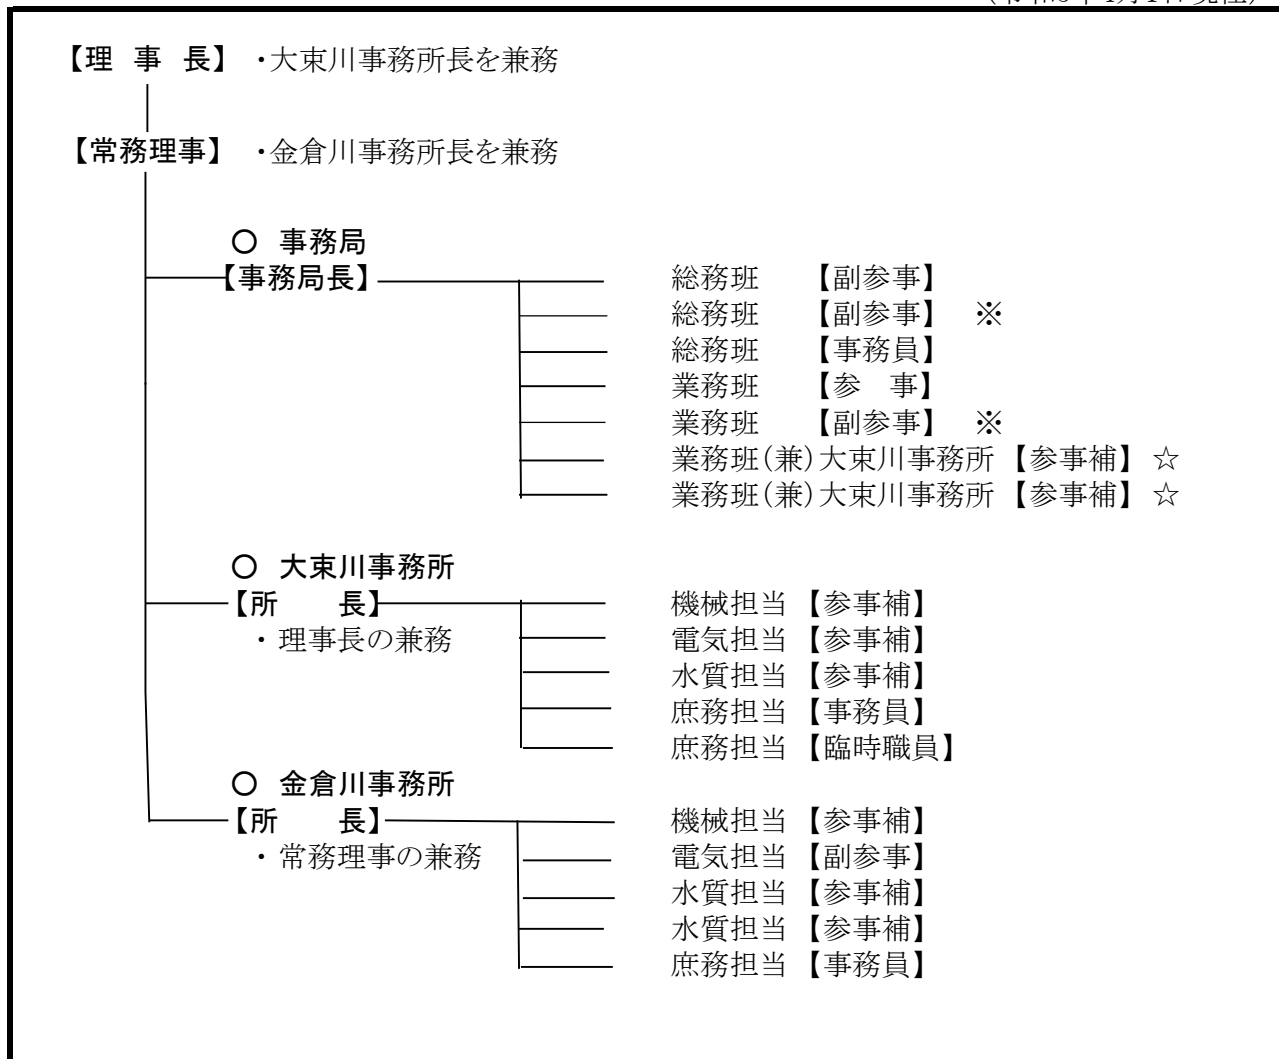 【理　事　長】　・大束川事務所長を兼務
【常務理事】　・金倉川事務所長を兼務
〇　事務局
【事務局長】
総務班　　【副参事】
総務班　　【副参事】　※
総務班　　【事務員】
業務班　　【参　事】
業務班　　【副参事】　※
業務班（兼）大束川事務所【参事補】☆
業務班（兼）大束川事務所【参事補】☆
〇　大束川事務所
【所　　長】
・理事長の兼務
機械担当【参事補】
電気担当【参事補】
水質担当【参事補】
庶務担当【事務員】
庶務担当【臨時職員】
〇　金倉川事務所
【所　　長】
・常務理事の兼務
機械担当【参事補】
電気担当【副参事】
水質担当【参事補】
水質担当【参事補】
庶務担当【事務員】